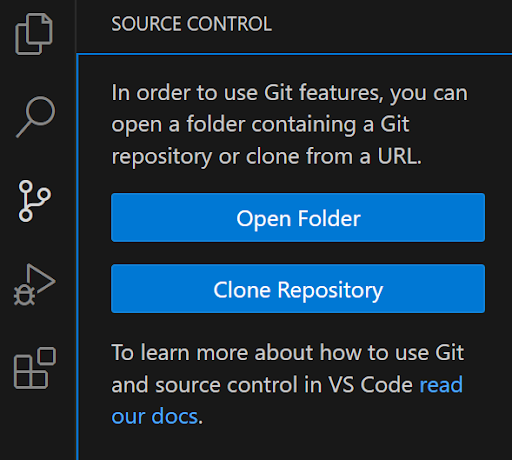 SOURCE CONTROL
In order to use Git features, you can
open a folder containing a Git
repository or clone from a URL.
Open Folder
Clone Repository
To learn more about how to use Git
and source control in VS Code read
our docs.